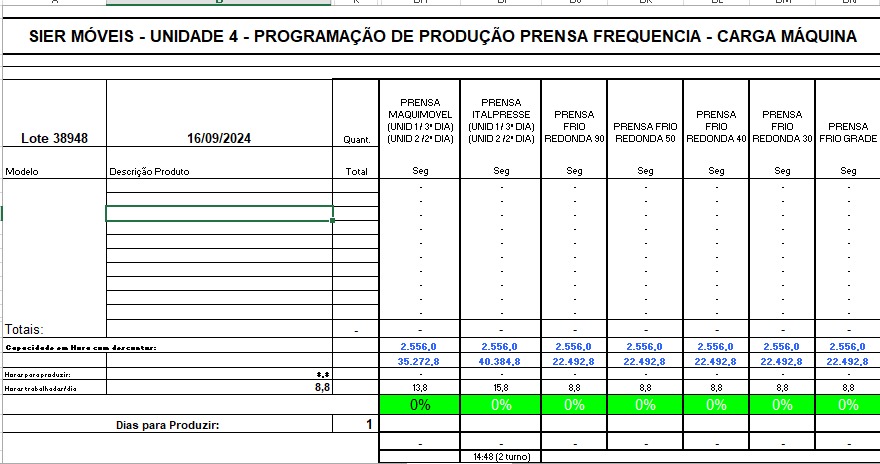 SIER MÓVEIS - UNIDADE 4 - PROGRAMAÇÃO DE PRODUÇÃO PRENSA FREQUENCIA - CARGA MÁQUINA
Lote 38948 16/09/2024 Quant.
PRENSA MAQUIMOVEL (UNID 1 / 3ª DIA) (UNID 2 /2ª DIA)
PRENSA ITALPRESSE (UNID 1 / 3ª DIA) (UNID 2 /2ª DIA)
PRENSA FRIO REDONDA 90
PRENSA FRIO REDONDA 50
PRENSA FRIO REDONDA 40
PRENSA FRIO REDONDA 30
PRENSA FRIO GRADE
Modelo Descrição Produto Total Seg Seg Seg Seg Seg Seg Seg
- - - - - - -
- - - - - - -
- - - - - - -
- - - - - - -
- - - - - - -
- - - - - - -
- - - - - - -
- - - - - - -
- - - - - - -
- - - - - - -
Totais: - - - - - - - -
Capacidade em Hora com descontar: 2.556,0 2.556,0 2.556,0 2.556,0 2.556,0 2.556,0 2.556,0
35.272,8 40.384,8 22.492,8 22.492,8 22.492,8 22.492,8 22.492,8
Horar para produzir: 8,8 - - - - - - -
Horar trabalhadar/dia 8,8 13,8 15,8 8,8 8,8 8,8 8,8 8,8
0% 0% 0% 0% 0% 0% 0%
Dias para Produzir: 1
- - - - - - -
14:48 (2 turno)